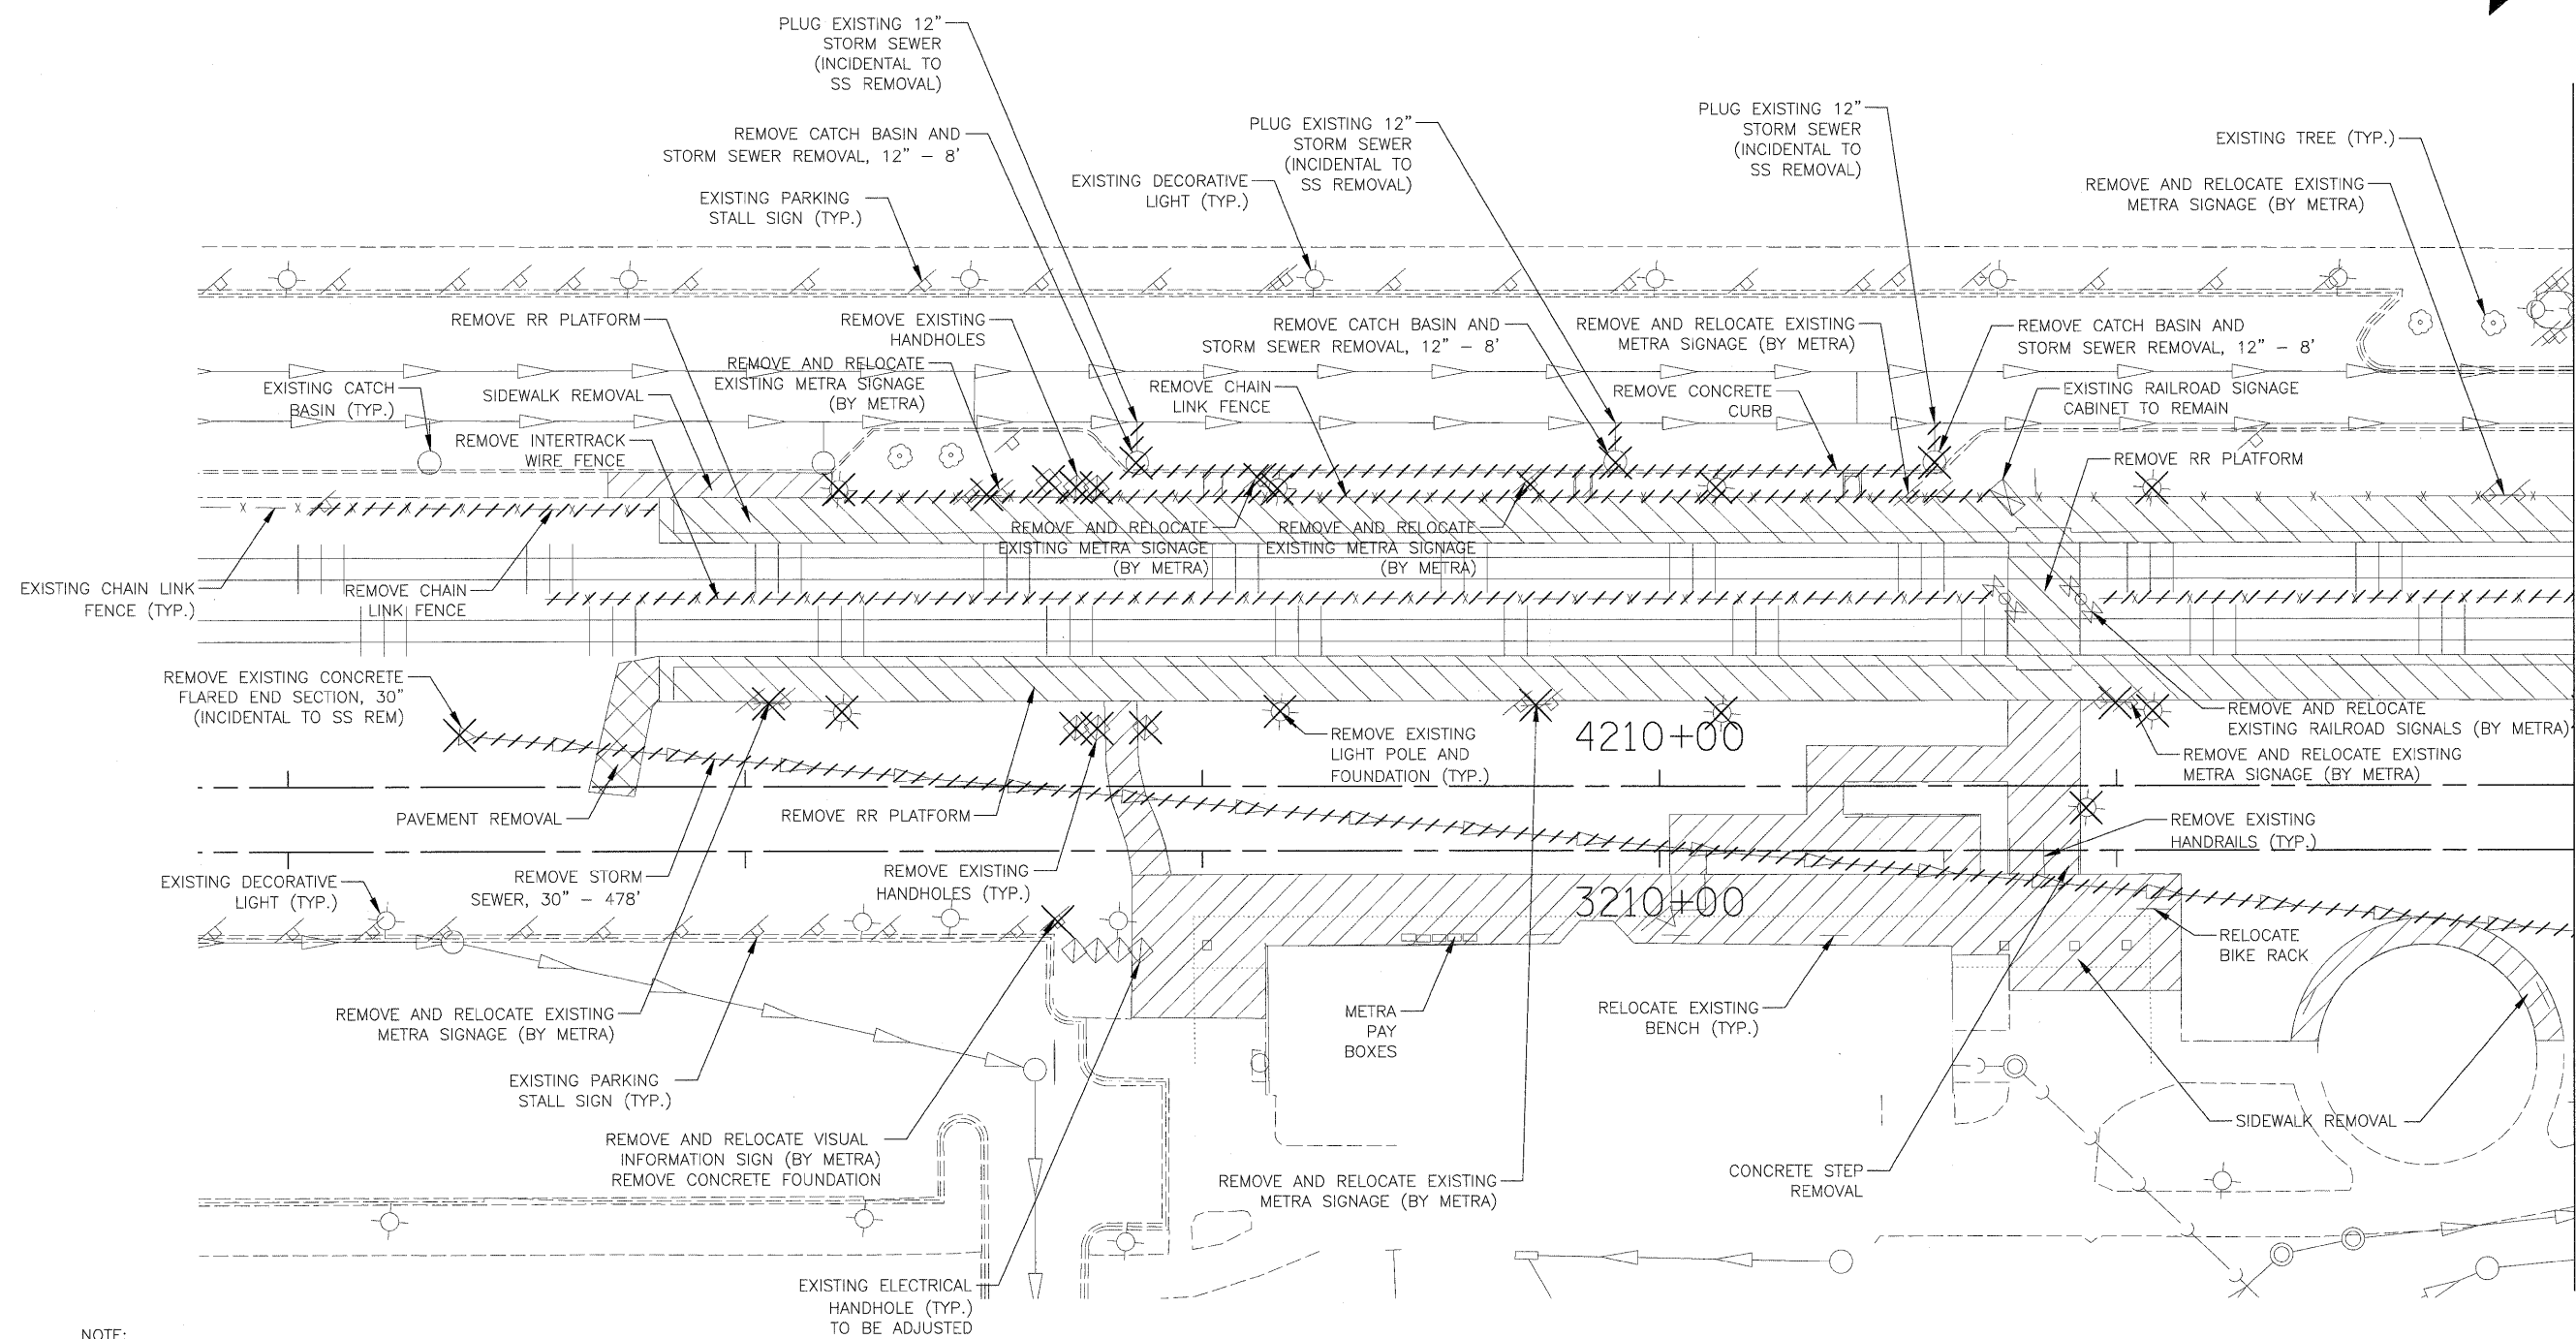 PLUG EXISTING 12"
STORM SEWER
(INCIDENTAL TO
SS REMOVAL)
REMOVE CATCH BASIN AND
STORM SEWER REMOVAL, 12" – 8'
EXISTING PARKING
STALL SIGN (TYP.)
EXISTING DECORATIVE
LIGHT (TYP.)
PLUG EXISTING 12"
STORM SEWER
(INCIDENTAL TO
SS REMOVAL)
PLUG EXISTING 12"
STORM SEWER
(INCIDENTAL TO
SS REMOVAL)
EXISTING TREE (TYP.)
REMOVE AND RELOCATE EXISTING
METRA SIGNAGE (BY METRA)
REMOVE RR PLATFORM
REMOVE EXISTING
HANDHOLES
REMOVE CATCH BASIN AND
STORM SEWER REMOVAL, 12" – 8'
REMOVE AND RELOCATE EXISTING
METRA SIGNAGE (BY METRA)
REMOVE CATCH BASIN AND
STORM SEWER REMOVAL, 12" – 8'
EXISTING CATCH
BASIN (TYP.)
SIDEWALK REMOVAL
REMOVE AND RELOCATE
EXISTING METRA SIGNAGE
(BY METRA)
REMOVE CHAIN
LINK FENCE
REMOVE CONCRETE
CURB
EXISTING RAILROAD SIGNAGE
CABINET TO REMAIN
REMOVE INTERTRACK
WIRE FENCE
REMOVE RR PLATFORM
REMOVE AND RELOCATE
EXISTING METRA SIGNAGE
(BY METRA)
REMOVE AND RELOCATE
EXISTING METRA SIGNAGE
(BY METRA)
EXISTING CHAIN LINK
FENCE (TYP.)
REMOVE CHAIN
LINK FENCE
REMOVE EXISTING CONCRETE
FLARED END SECTION, 30"
(INCIDENTAL TO SS REM)
REMOVE EXISTING
LIGHT POLE AND
FOUNDATION (TYP.)
4210+00
REMOVE AND RELOCATE
EXISTING RAILROAD SIGNALS (BY METRA)
REMOVE AND RELOCATE EXISTING
METRA SIGNAGE (BY METRA)
PAVEMENT REMOVAL
REMOVE RR PLATFORM
REMOVE EXISTING
HANDRAILS (TYP.)
EXISTING DECORATIVE
LIGHT (TYP.)
REMOVE STORM
SEWER, 30" – 478'
REMOVE EXISTING
HANDHOLES (TYP.)
3210+00
RELOCATE
BIKE RACK
REMOVE AND RELOCATE EXISTING
METRA SIGNAGE (BY METRA)
METRA
PAY
BOXES
RELOCATE EXISTING
BENCH (TYP.)
EXISTING PARKING
STALL SIGN (TYP.)
SIDEWALK REMOVAL
REMOVE AND RELOCATE VISUAL
INFORMATION SIGN (BY METRA)
REMOVE CONCRETE FOUNDATION
REMOVE AND RELOCATE EXISTING
METRA SIGNAGE (BY METRA)
CONCRETE STEP
REMOVAL
EXISTING ELECTRICAL
HANDHOLE (TYP.)
TO BE ADJUSTED
NOTE: